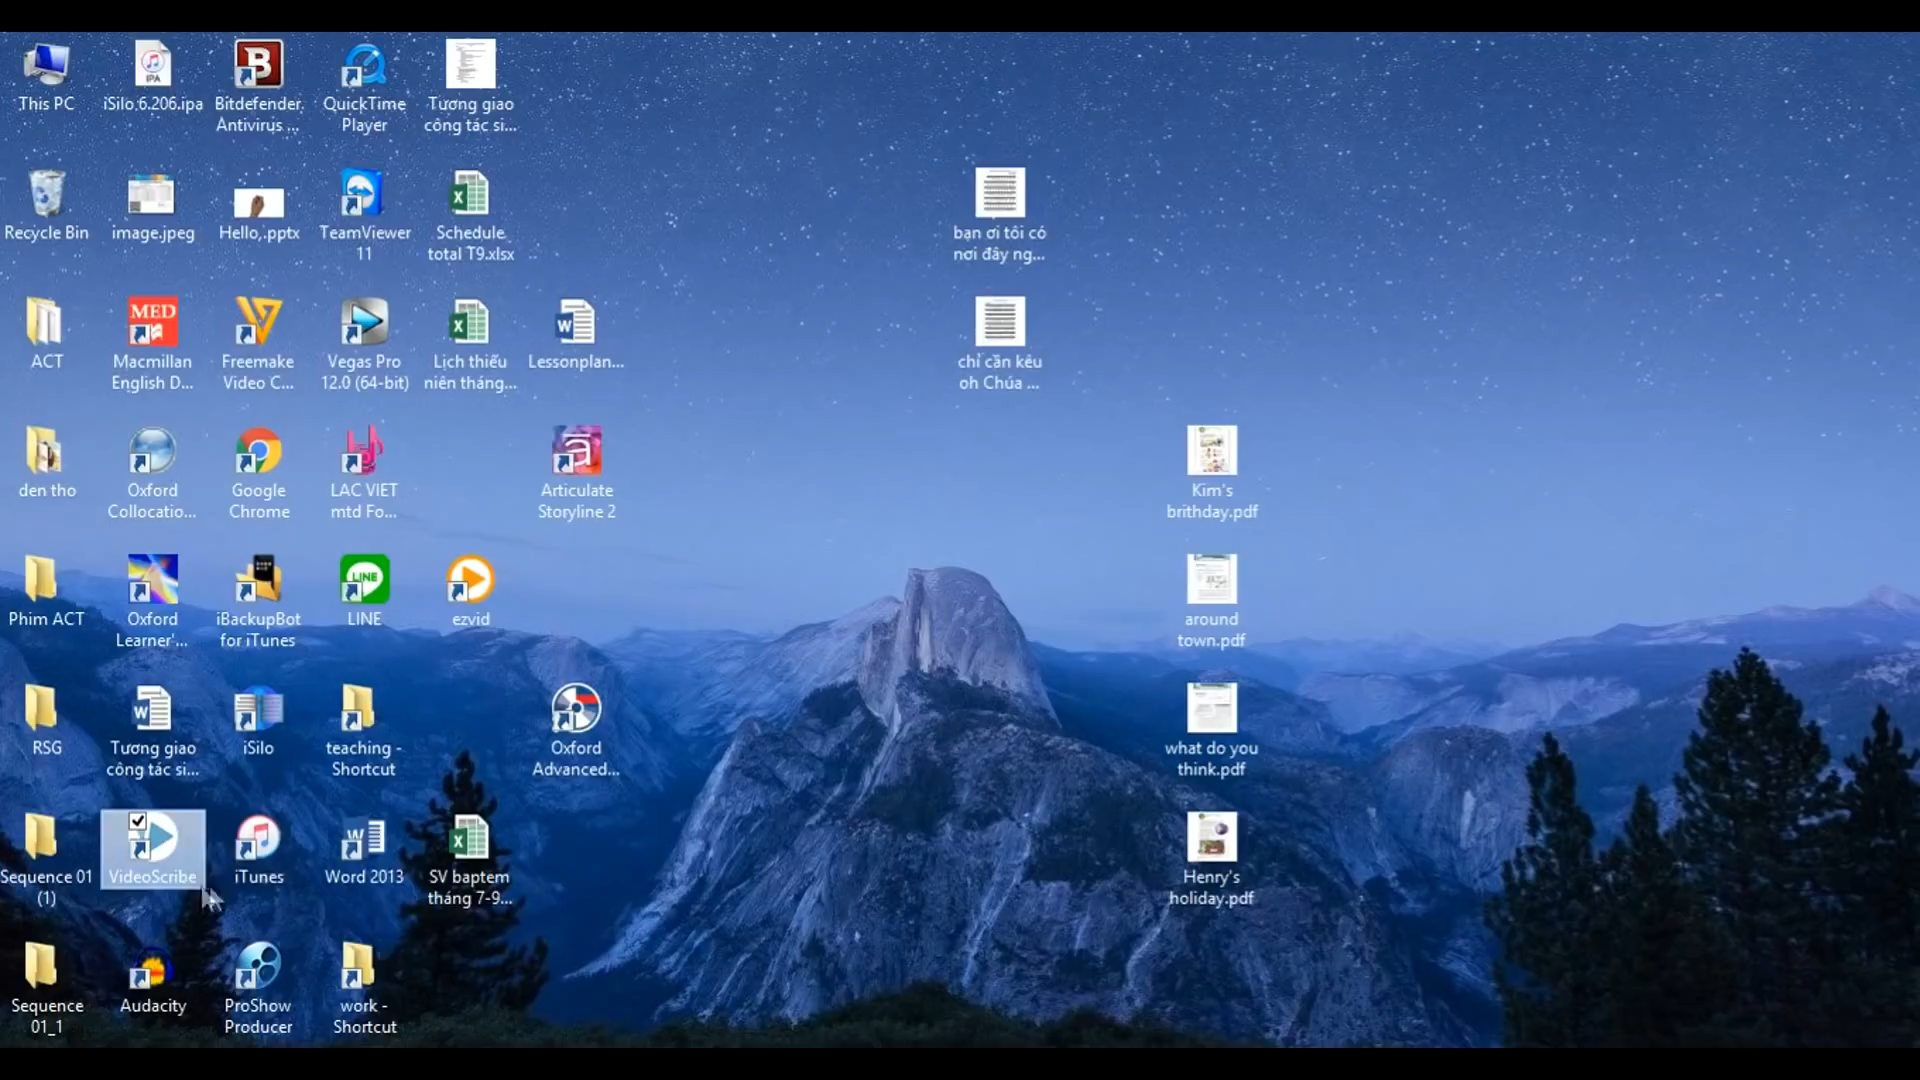 This PC
iSilo.6.206.ipa
Bitdefender
Antivirus ...
QuickTime
Player
Tương giao
công tác si...
Recycle Bin
image.jpeg
Hello,.pptx
TeamViewer
11
Schedule
total T9.xlsx
bạn ơi tôi có
nơi đây ng...
ACT
MED
Macmillan
English D...
Freemake
Video C...
Vegas Pro
12.0 (64-bit)
Lịch thiếu
niên tháng...
Lessonplan...
chỉ cần kêu
oh Chúa ...
den tho
Oxford
Collocatio...
Google
Chrome
LAC VIET
mtd Fo...
Articulate
Storyline 2
Kim's
brithday.pdf
Phim ACT
Oxford
Learner'...
iBackupBot
for iTunes
LINE
LINE
ezvid
around
town.pdf
RSG
Tương giao
công tác si...
iSilo
teaching -
Shortcut
Oxford
Advanced...
what do you
think.pdf
Sequence 01
(1)
VideoScribe
iTunes
Word 2013
SV baptem
tháng 7-9...
Henry's
holiday.pdf
Sequence
01_1
Audacity
ProShow
Producer
work -
Shortcut